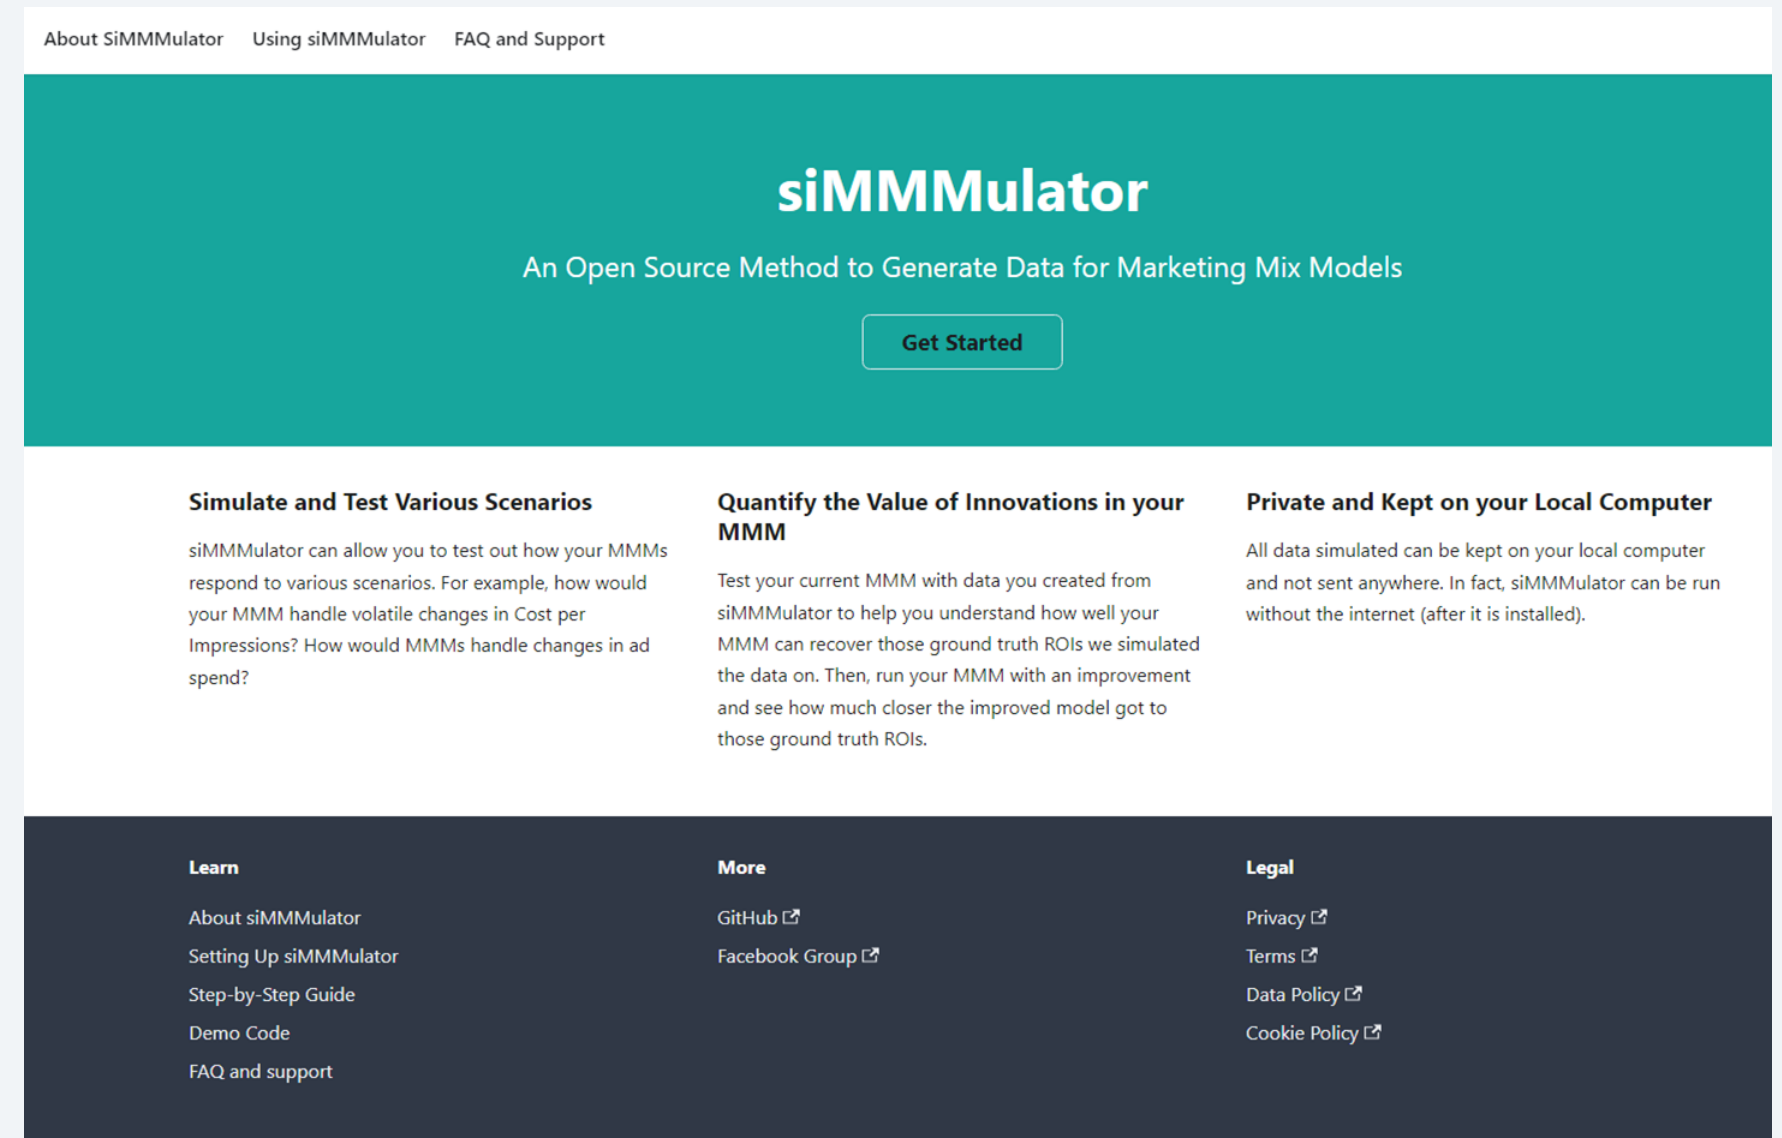 About SiMMMulator Using siMMMulator FAQ and Support
siMMMulator
An Open Source Method to Generate Data for Marketing Mix Models
Get Started
Simulate and Test Various Scenarios
siMMMulator can allow you to test out how your MMMs
respond to various scenarios. For example, how would
your MMM handle volatile changes in Cost per
Impressions? How would MMMs handle changes in ad
spend?
Quantify the Value of Innovations in your
MMM
Test your current MMM with data you created from
siMMMulator to help you understand how well your
MMM can recover those ground truth ROIs we simulated
the data on. Then, run your MMM with an improvement
and see how much closer the improved model got to
those ground truth ROIs.
Private and Kept on your Local Computer
All data simulated can be kept on your local computer
and not sent anywhere. In fact, siMMMulator can be run
without the internet (after it is installed).
Learn
About siMMMulator
Setting Up siMMMulator
Step-by-Step Guide
Demo Code
FAQ and support
More
GitHub
Facebook Group
Legal
Privacy
Terms
Data Policy
Cookie Policy